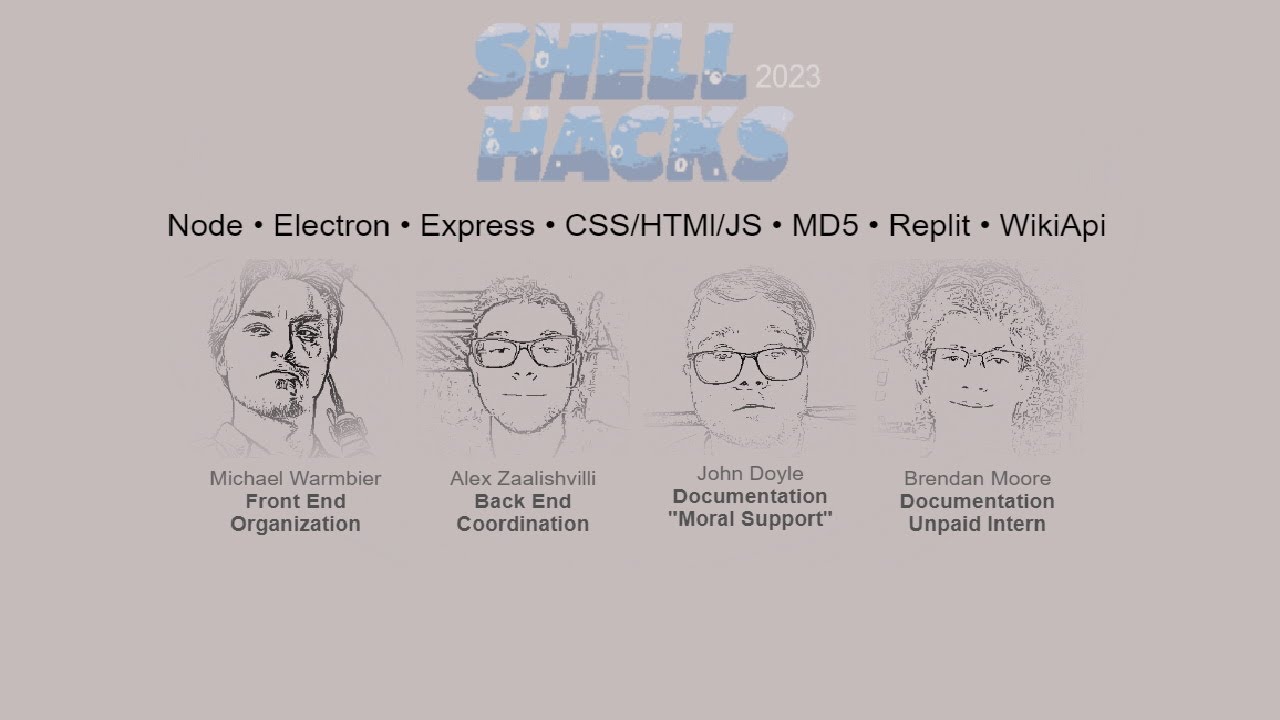 SHELL
2023
HACKS
Node • Electron • Express • CSS/HTMl/JS • MD5 • Replit • WikiApi
Michael Warmbier
Front End
Organization
Alex Zaalishvilli
Back End
Coordination
John Doyle
Documentation
"Moral Support"
Brendan Moore
Documentation
Unpaid Intern